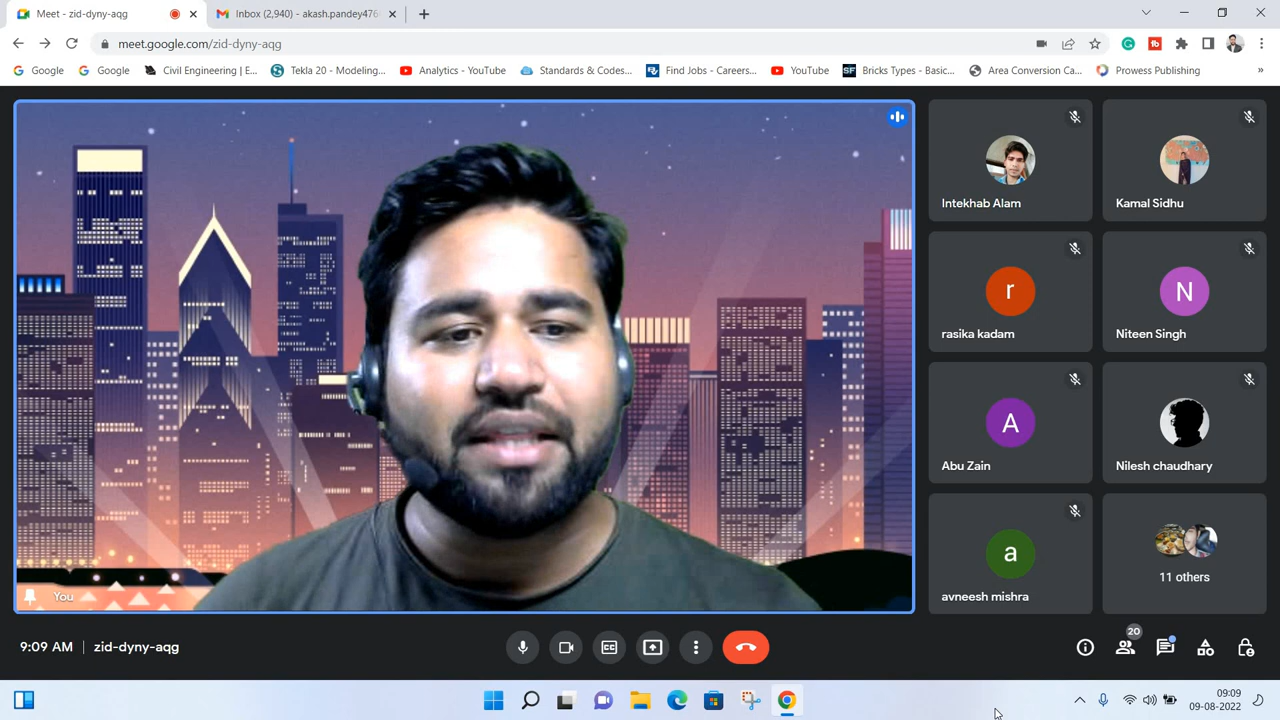 Meet - zid-dyny-aqg
Inbox (2,940) - akash.pandey476
meet.google.com/zid-dyny-aqg
Google
Google
Civil Engineering | E...
Tekla 20 - Modeling...
Analytics - YouTube
Standards & Codes...
Find Jobs - Careers...
YouTube
Bricks Types - Basic...
Area Conversion Ca...
Prowess Publishing
»
Intekhab Alam
Kamal Sidhu
r
rasika kadam
N
Niteen Singh
A
Abu Zain
Nilesh chaudhary
a
avneesh mishra
11 others
You
9:09 AM | zid-dyny-aqg
CC
20
09:09
09-08-2022